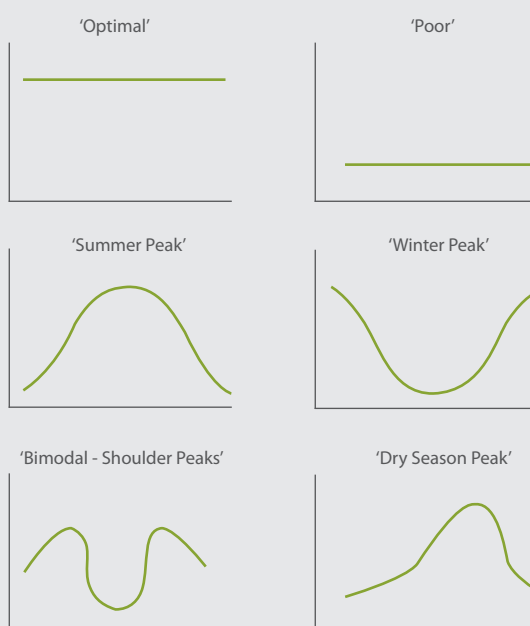 ‘Optimal’
‘Poor’
‘Summer Peak’
‘Winter Peak’
‘Bimodal - Shoulder Peaks’
‘Dry Season Peak’